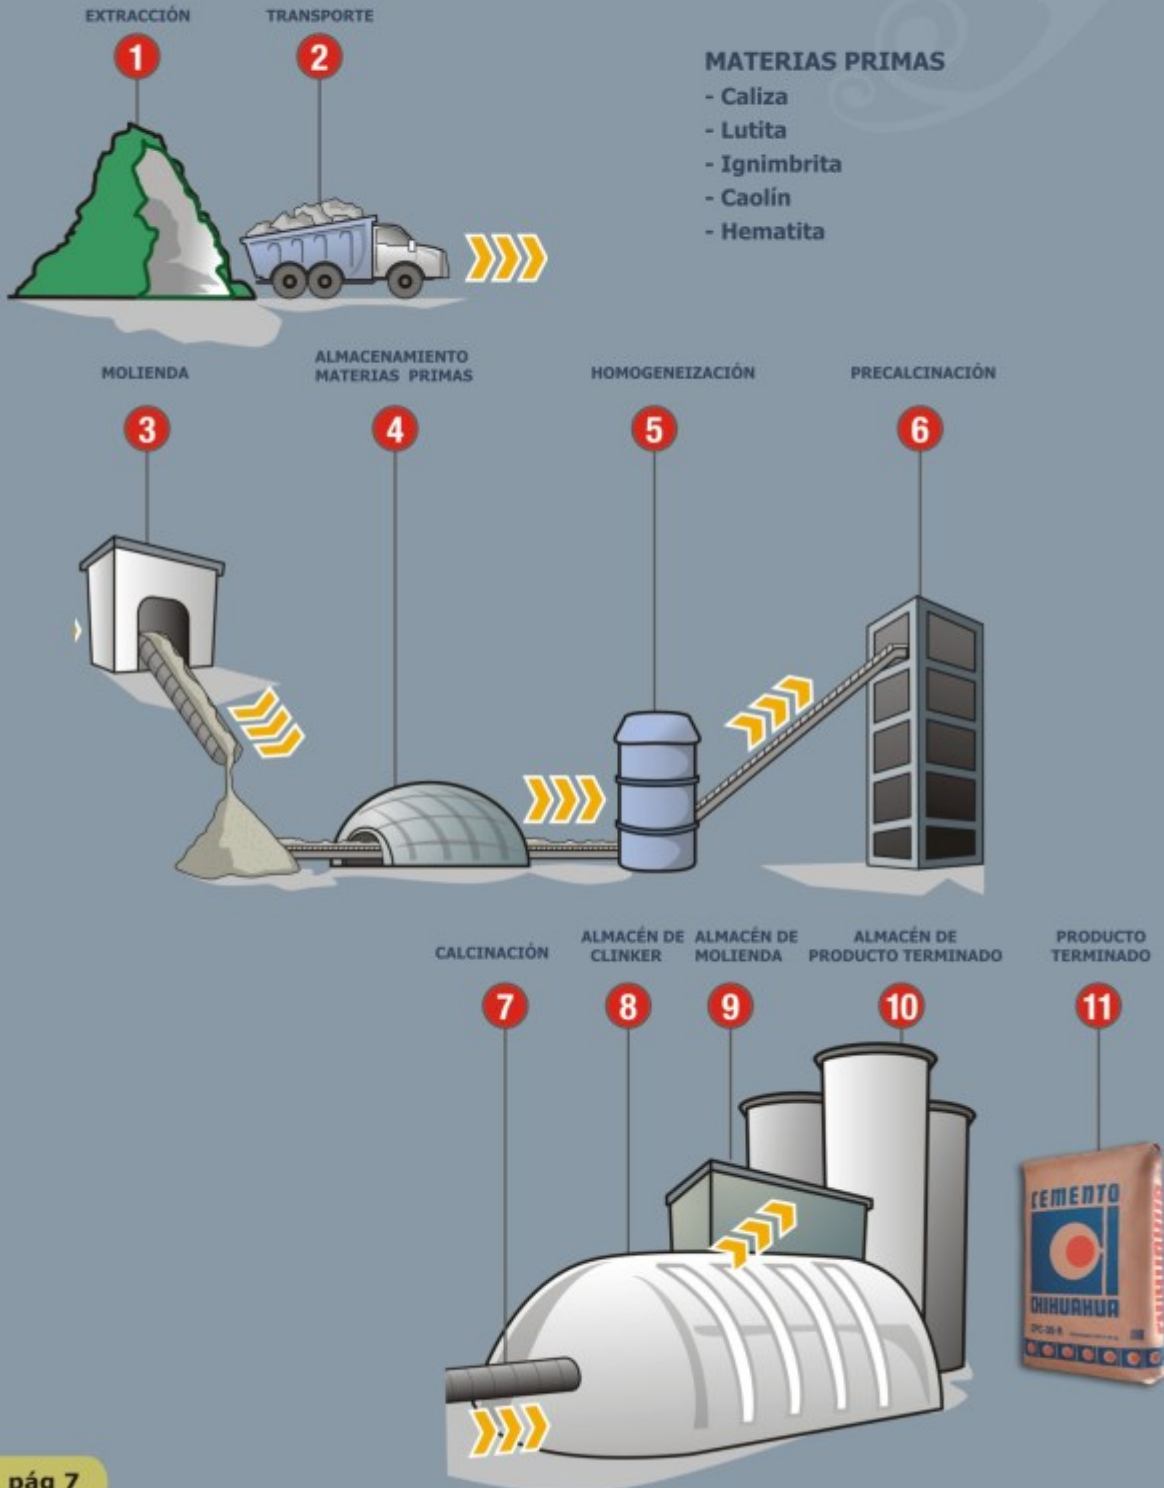 EXTRACCIÓN
TRANSPORTE
1
2
MATERIAS PRIMAS
- Caliza
- Lutita
- Ignimbrita
- Caolín
- Hematita
MOLIENDA
ALMACENAMIENTO
MATERIAS PRIMAS
HOMOGENEIZACIÓN
PRECALCINACIÓN
3
4
5
6
CALCINACIÓN
ALMACÉN DE
CLINKER
ALMACÉN DE
MOLIENDA
ALMACÉN DE
PRODUCTO TERMINADO
PRODUCTO
TERMINADO
7
8
9
10
11
CEMENTO
CHIHUAHUA
pág 7